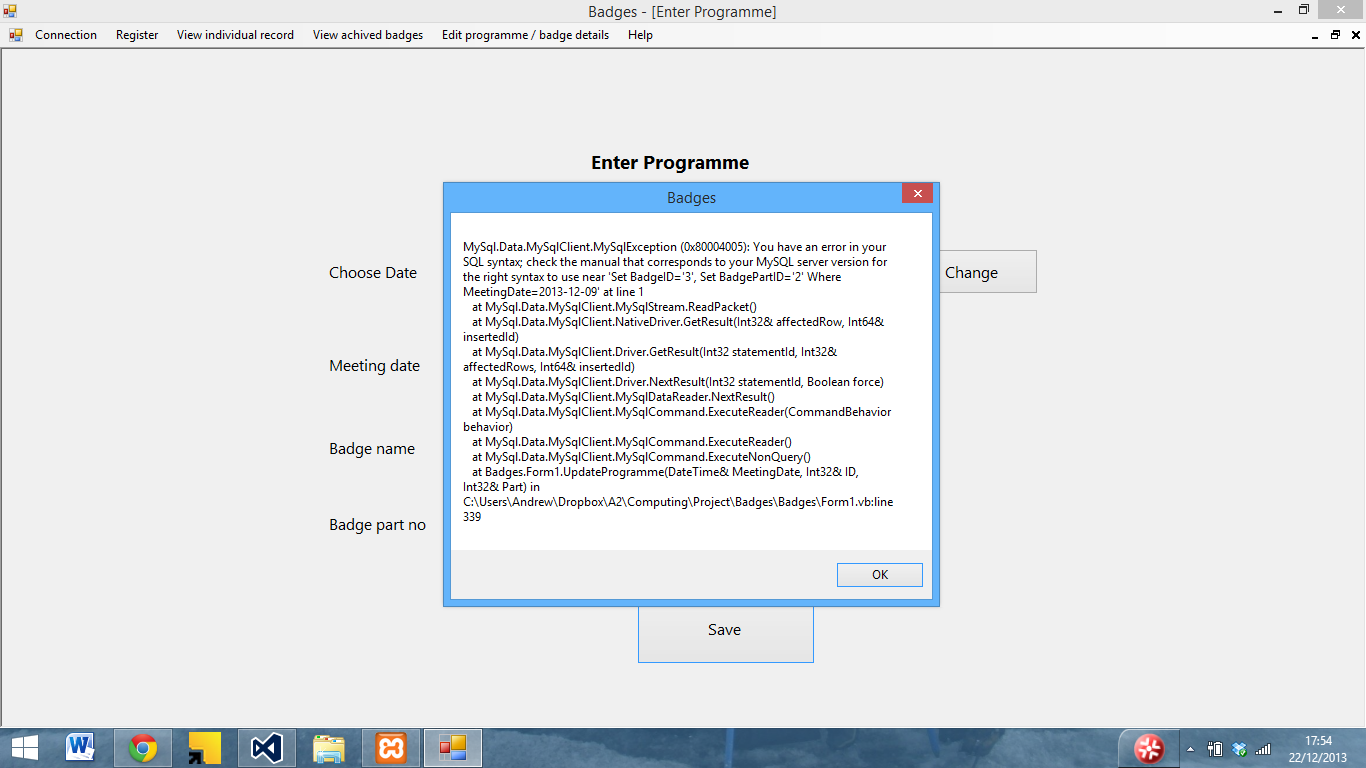 Badges - [Enter Programme]
Connection Register View individual record View achived badges Edit programme / badge details Help
Enter Programme
Badges
MySql.Data.MySqlClient.MySqlException (0x80004005): You have an error in your
SQL syntax; check the manual that corresponds to your MySQL server version for
the right syntax to use near 'Set BadgeID='3', Set BadgePartID='2' Where
MeetingDate=2013-12-09' at line 1
at MySql.Data.MySqlClient.MySqlStream.ReadPacket()
at MySql.Data.MySqlClient.NativeDriver.GetResult(Int32& affectedRow, Int64&
insertedId)
at MySql.Data.MySqlClient.Driver.GetResult(Int32 statementId, Int32&
affectedRows, Int64& insertedId)
at MySql.Data.MySqlClient.Driver.NextResult(Int32 statementId, Boolean force)
at MySql.Data.MySqlClient.MySqlDataReader.NextResult()
at MySql.Data.MySqlClient.MySqlCommand.ExecuteReader(CommandBehavior
behavior)
at MySql.Data.MySqlClient.MySqlCommand.ExecuteReader()
at MySql.Data.MySqlClient.MySqlCommand.ExecuteNonQuery()
at Badges.Form1.UpdateProgramme(DateTime& MeetingDate, Int32& ID,
Int32& Part) in
C:\Users\Andrew\Dropbox\A2\Computing\Project\Badges\Badges\Form1.vb:line
339
OK
Choose Date
Change
Meeting date
Badge name
Badge part no
Save
17:54
22/12/2013